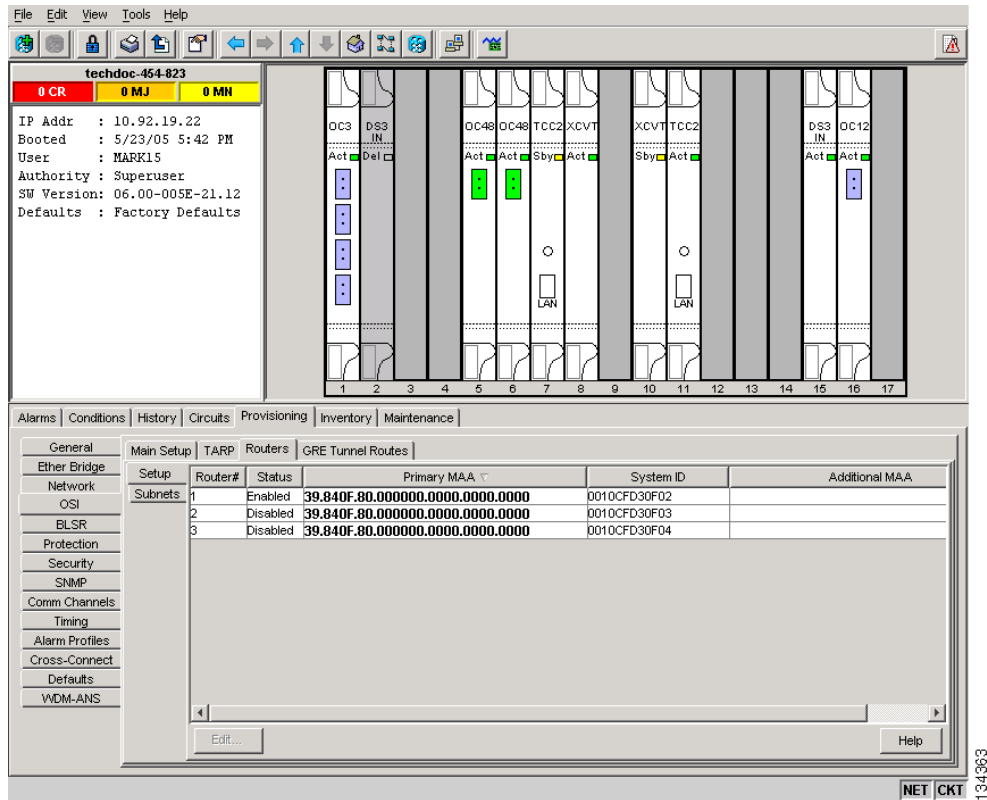 File Edit View Tools Help
techdoc-454-823
0 CR 0 MJ 0 MN
IP Addr : 10.92.19.22
Booted : 5/23/05 5:42 PM
User : MARK15
Authority : Superuser
SW Version: 06.00-005E-21.12
Defaults : Factory Defaults
OC3 DS3 IN OC48 OC48 TCC2 XCVT XCVT TCC2 DS3 IN OC12
Act Del Act Act Sby Act Sby Act Act Act
LAN LAN
1 2 3 4 5 6 7 8 9 10 11 12 13 14 15 16 17
Alarms Conditions History Circuits Provisioning Inventory Maintenance
General
Ether Bridge
Network
OSI
BLSR
Protection
Security
SNMP
Comm Channels
Timing
Alarm Profiles
Cross-Connect
Defaults
WDM-ANS
Main Setup TARP Routers GRE Tunnel Routes
Setup
Subnets
Router# Status Primary MAA System ID Additional MAA
1 Enabled 39.840F.80.000000.0000.0000.0000 0010CFD30F02
2 Disabled 39.840F.80.000000.0000.0000.0000 0010CFD30F03
3 Disabled 39.840F.80.000000.0000.0000.0000 0010CFD30F04
Edit... Help
NET CKT
134363